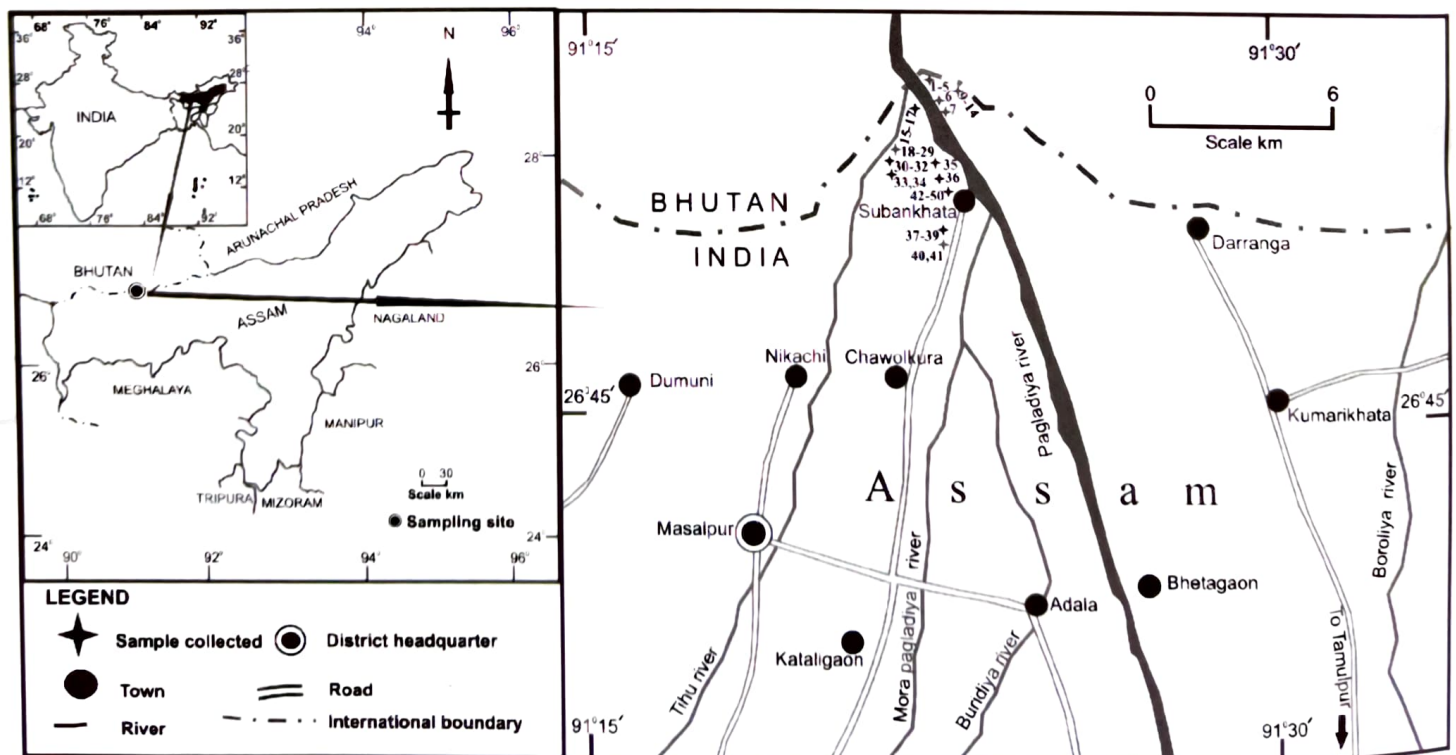 68° 76° 84° 92°
36° 36°
28° 28°
INDIA
20° 20°
12° 12°
68° 76° 84° 92°
94° 96°
N
28°
ARUNACHAL PRADESH
BHUTAN
ASSAM
NAGALAND
26° 26°
MEGHALAYA
MANIPUR
TRIPURA MIZORAM
0 30
Scale km
Sampling site
24° 24°
90° 92° 94° 96°
LEGEND
Sample collected
District headquarter
Town
Road
River
International boundary
91°15′ 91°30′
0 6
Scale km
1-5
6
7
9-14
15-17
18-29
30-32 35
33,34 36
42-50
Subankhata
37-39
40,41
BHUTAN
INDIA
Darranga
Nikachi Chawolkura
Dumuni
26°45′ 26°45′
Kumarikhata
Pagladiya river
Assam
Masalpur
Boroliya river
Bhetagaon
Adala
Kataligaon
Tihu river
Mora pagladiya river
Buridiya river
To Tamulpur
91°15′ 91°30′